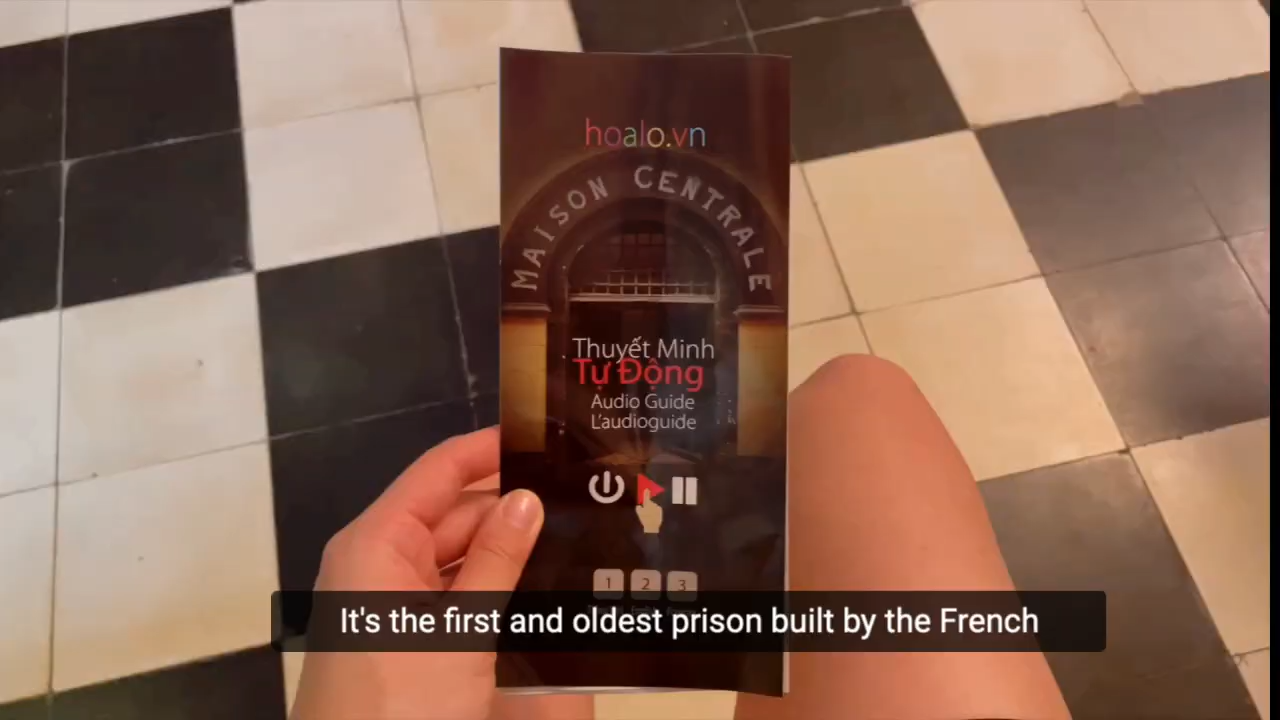 hoalo.vn
MAISON CENTRALE
Thuyết Minh
Tự Động
Audio Guide
L'audioguide
1 2 3
It's the first and oldest prison built by the French